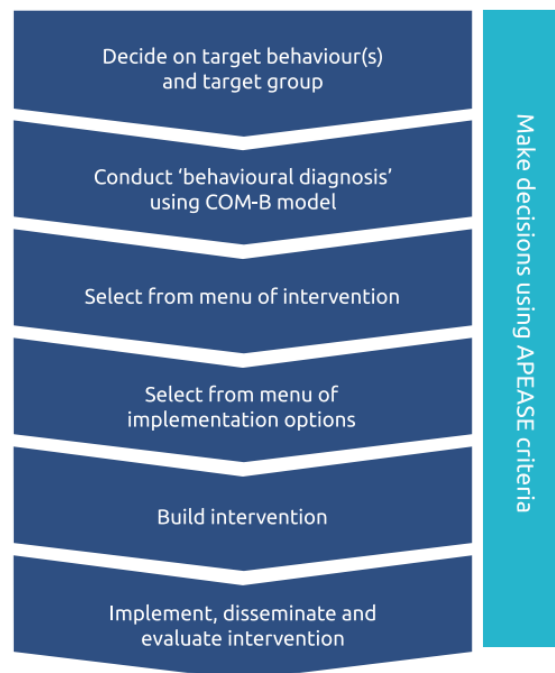 Decide on target behaviour(s)
and target group
Conduct ‘behavioural diagnosis’
using COM-B model
Select from menu of intervention
Select from menu of
implementation options
Build intervention
Implement, disseminate and
evaluate intervention
Make decisions using APEASE criteria